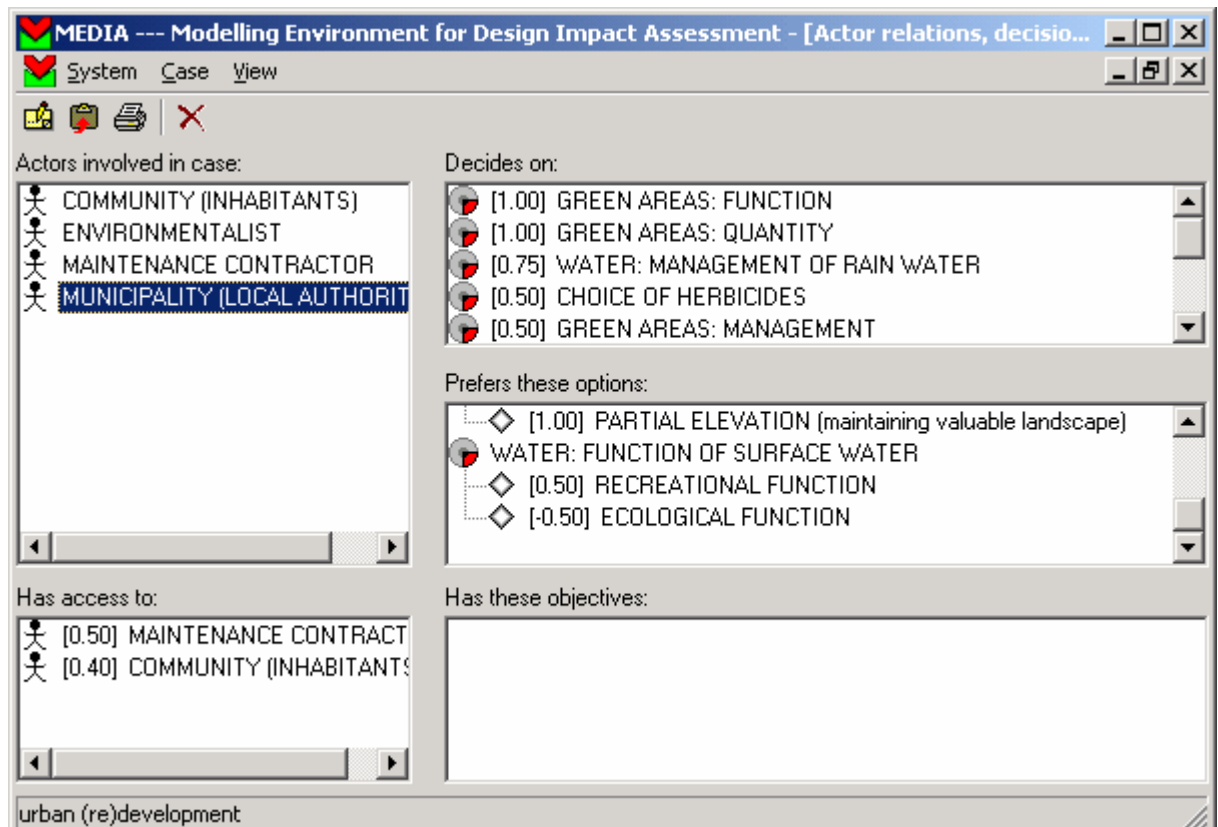 MEDIA --- Modelling Environment for Design Impact Assessment - [Actor relations, decisio...
System Case View
Actors involved in case:
COMMUNITY (INHABITANTS)
ENVIRONMENTALIST
MAINTENANCE CONTRACTOR
MUNICIPALITY (LOCAL AUTHORIT
Decides on:
[1.00] GREEN AREAS: FUNCTION
[1.00] GREEN AREAS: QUANTITY
[0.75] WATER: MANAGEMENT OF RAIN WATER
[0.50] CHOICE OF HERBICIDES
[0.50] GREEN AREAS: MANAGEMENT
Prefers these options:
[1.00] PARTIAL ELEVATION (maintaining valuable landscape)
WATER: FUNCTION OF SURFACE WATER
[0.50] RECREATIONAL FUNCTION
[-0.50] ECOLOGICAL FUNCTION
Has access to:
[0.50] MAINTENANCE CONTRACT
[0.40] COMMUNITY (INHABITANTS
Has these objectives:
urban (re)development